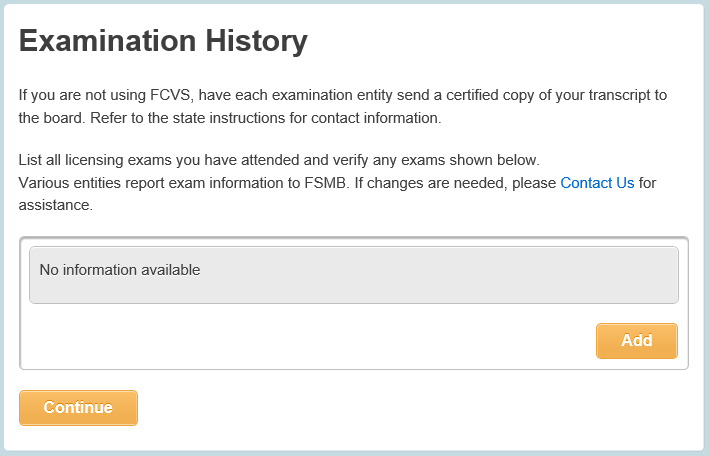 Examination History
If you are not using FCVS, have each examination entity send a certified copy of your transcript to
the board. Refer to the state instructions for contact information.
List all licensing exams you have attended and verify any exams shown below.
Various entities report exam information to FSMB. If changes are needed, please Contact Us for
assistance.
No information available
Add
Continue